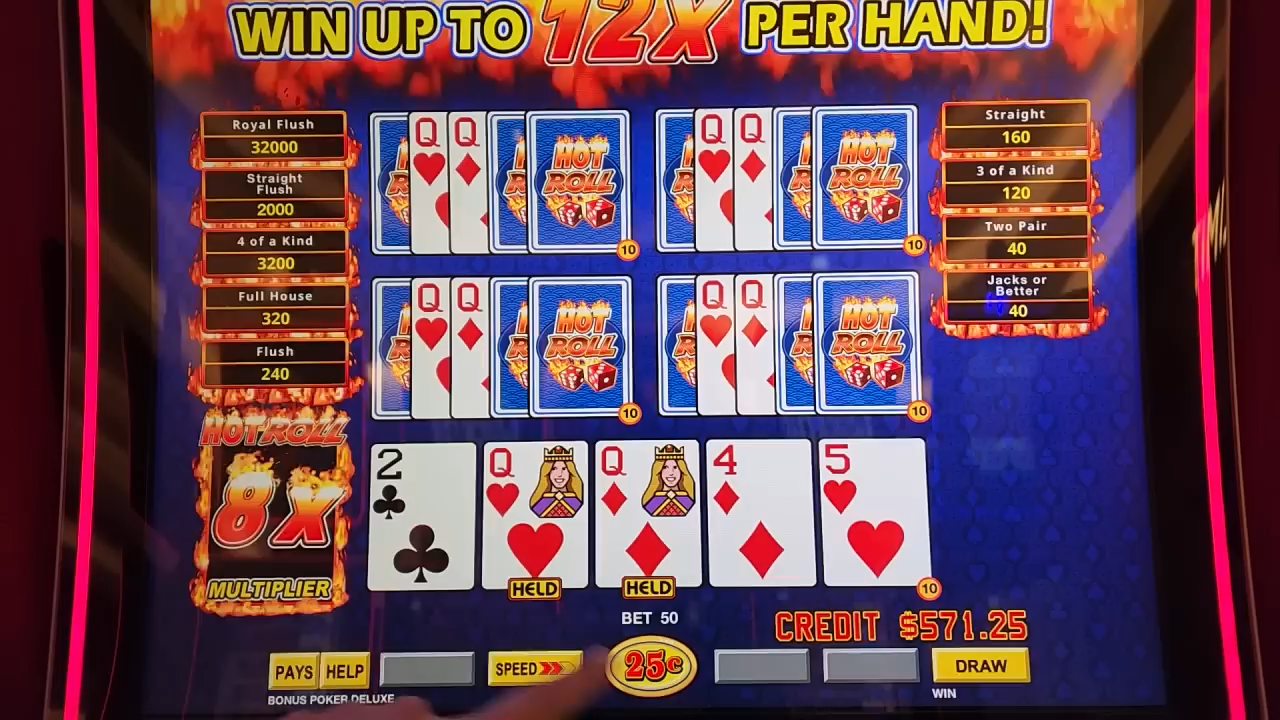 WIN UP TO 12X PER HAND!
Royal Flush
32000
Straight
Flush
2000
4 of a Kind
3200
Full House
320
Flush
240
HOT ROLL
8x
MULTIPLIER
Q Q HOT ROLL 10
Q Q HOT ROLL 10
Q Q HOT ROLL 10
Q Q HOT ROLL 10
Straight
160
3 of a Kind
120
Two Pair
40
Jacks or
Better
40
2 Q Q 4 5
HELD HELD 10
BET 50
CREDIT $571.25
PAYS HELP SPEED 25¢ DRAW
BONUS POKER DELUXE WIN